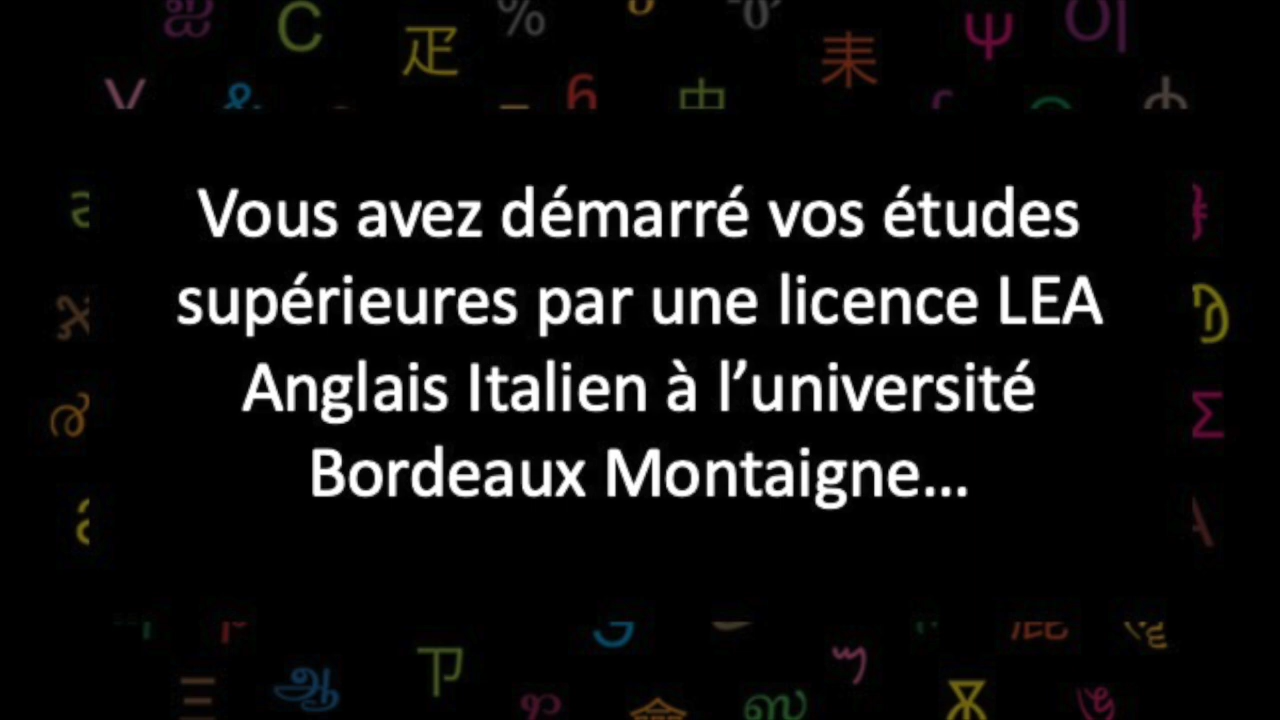 Vous avez démarré vos études
supérieures par une licence LEA
Anglais Italien à l’université
Bordeaux Montaigne...